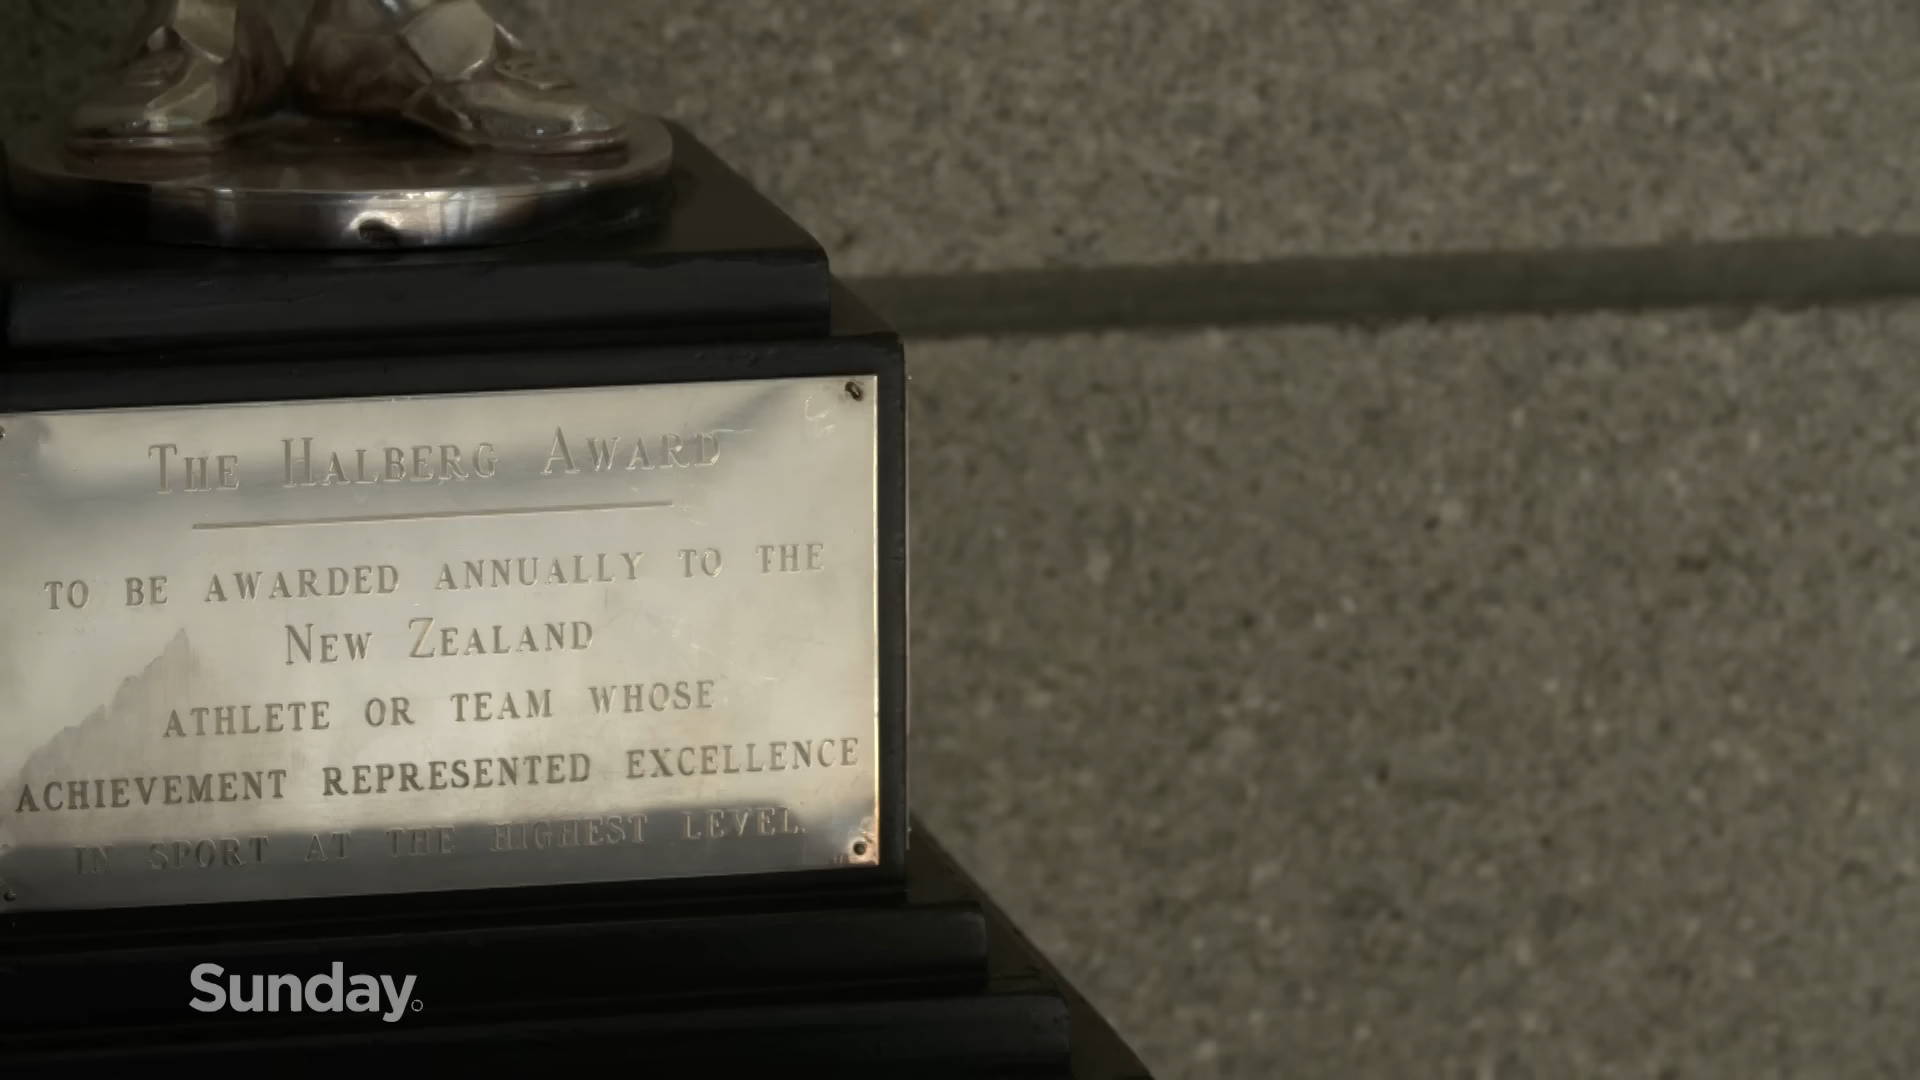 THE HALBERG AWARD
TO BE AWARDED ANNUALLY TO THE
NEW ZEALAND
ATHLETE OR TEAM WHOSE
ACHIEVEMENT REPRESENTED EXCELLENCE
IN SPORT AT THE HIGHEST LEVEL.
Sunday